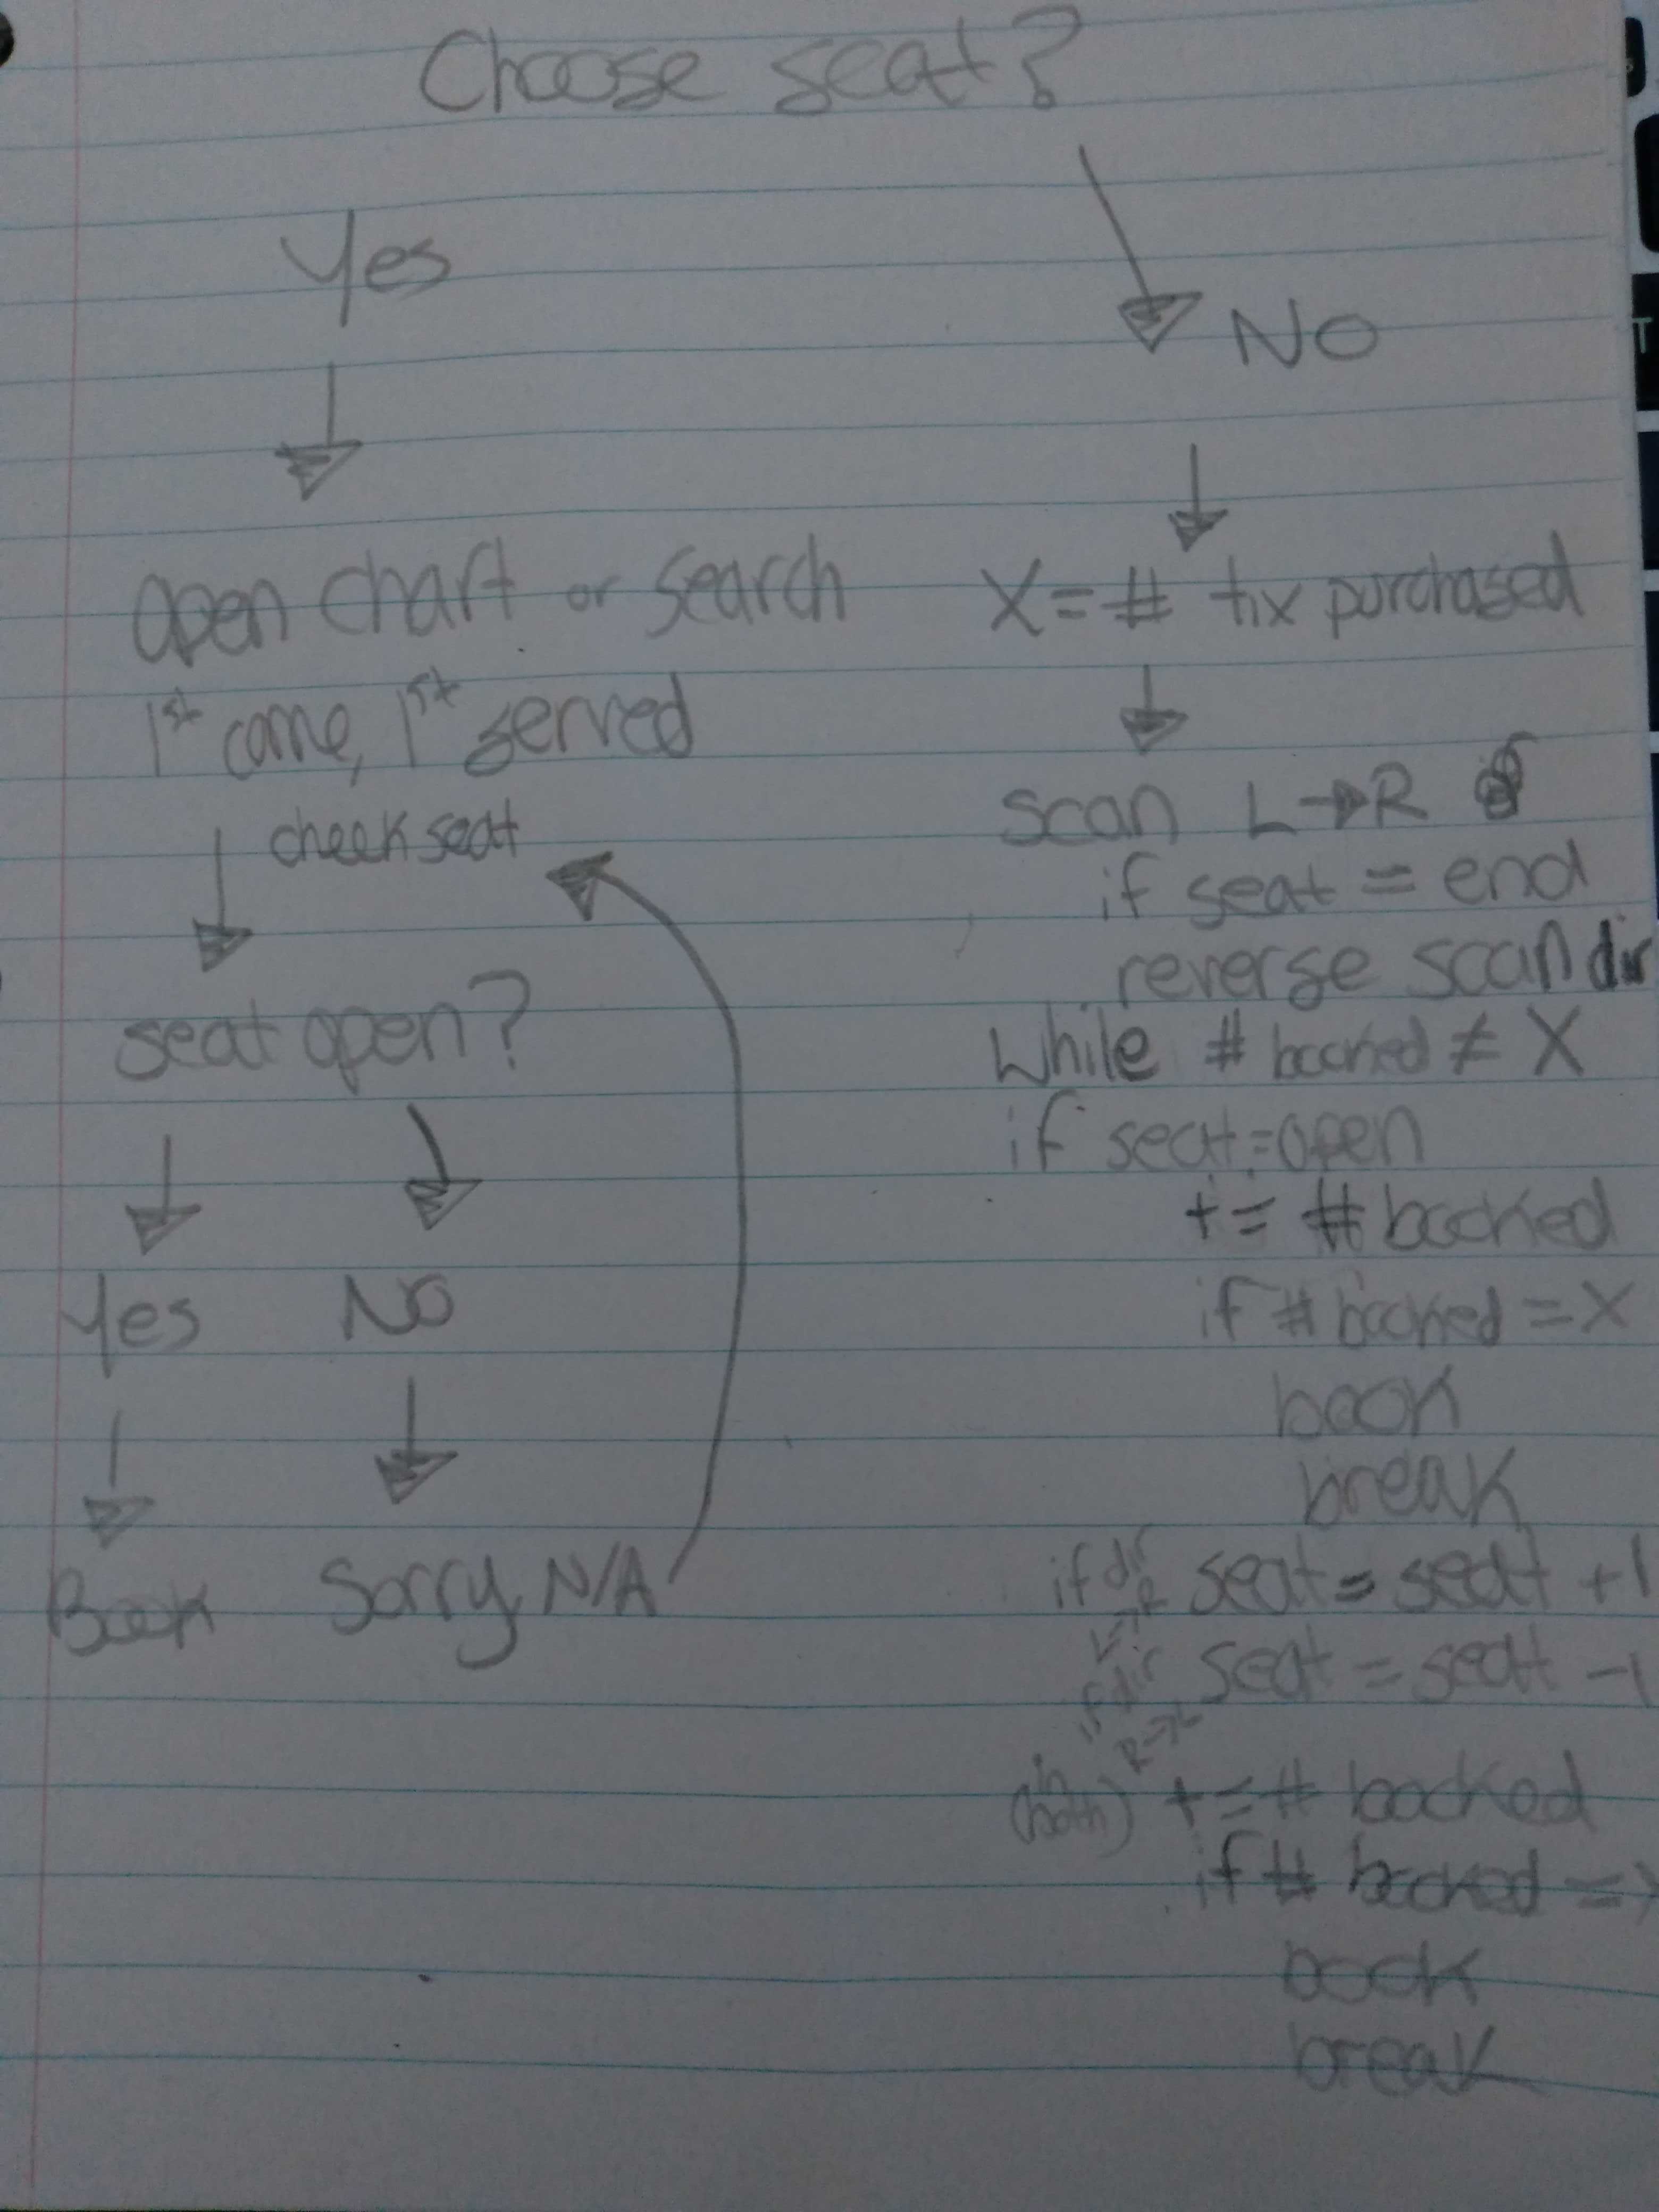 Choose seat?
Yes
NO
open chart or search
1st come, 1st served
check seat
seat open?
Yes NO
Book Sorry N/A
X = # tix purchased
scan L → R
if seat = end
reverse scan dir
While # booked ≠ X
if seat = open
+= # booked
if # booked = X
book
break
if dir L→R seat = seat +1
if dir R→L seat = seat -1
(in both) += # booked
if # booked =
book
break